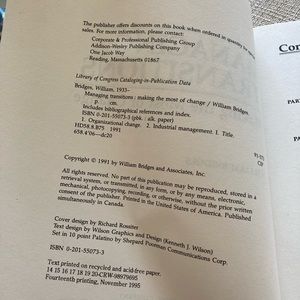 The publisher offers discounts on this book when ordered in quantity for special
sales. For more information, please contact:
Corporate & Professional Publishing Group
Addison-Wesley Publishing Company
One Jacob Way
Reading, Massachusetts 01867
Library of Congress Cataloging-in-Publication Data
Bridges, William, 1933-
Managing transitions : making the most of change / William Bridges.
p. cm.
Includes bibliographical references and index.
ISBN 0-201-55073-3 (pbk. : alk. paper)
1. Organizational change. 2. Industrial management. I. Title.
HD58.8.B75 1991
658.4'06—dc20
CIP
Copyright © 1991 by William Bridges and Associates, Inc.
All rights reserved. No part of this publication may be reproduced, stored in a
retrieval system, or transmitted, in any form, or by any means, electronic,
mechanical, photocopying, recording, or otherwise, without the prior written
consent of the publisher. Printed in the United States of America. Published
simultaneously in Canada.
Cover design by Richard Rossiter
Text design by Wilson Graphics and Design (Kenneth J. Wilson)
Set in 10 point Palatino by Shepard Poorman Communications Corp.
ISBN 0-201-55073-3
Text printed on recycled and acid-free paper.
14 15 16 17 18 19 20-CRW-98979695
Fourteenth printing, November 1995